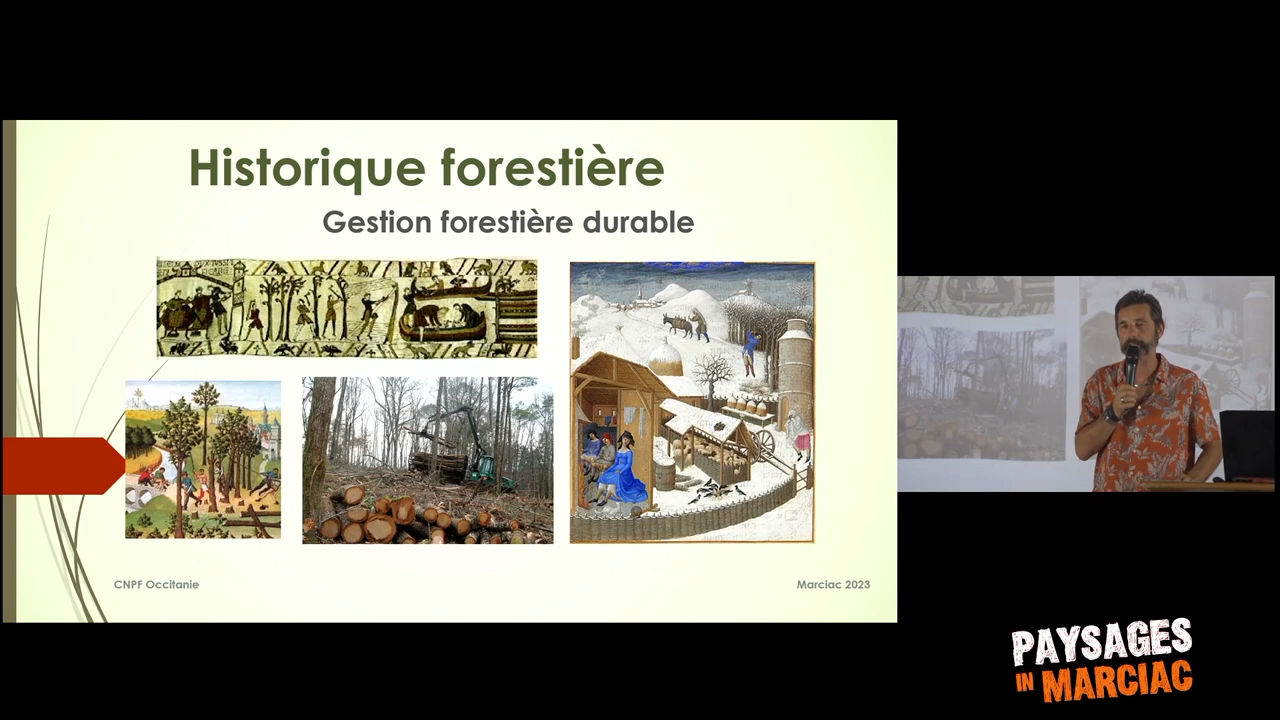 Historique forestière
Gestion forestière durable
CNPF Occitanie
Marciac 2023
PAYSAGES
IN MARCIAC